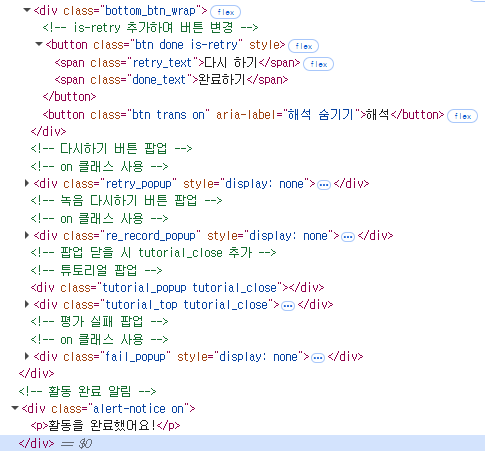 ▼<div class="bottom_btn_wrap"> flex
<!-- is-retry 추가하며 버튼 변경 -->
▼<button class="btn done is-retry" style> flex
<span class="retry_text">다시 하기</span> flex
<span class="done_text">완료하기</span>
</button>
<button class="btn trans on" aria-label="해석 숨기기">해석</button> flex
</div>
<!-- 다시하기 버튼 팝업 -->
<!-- on 클래스 사용 -->
▶<div class="retry_popup" style="display: none">⋯</div>
<!-- 녹음 다시하기 버튼 팝업 -->
<!-- on 클래스 사용 -->
▶<div class="re_record_popup" style="display: none">⋯</div>
<!-- 팝업 닫을 시 tutorial_close 추가 -->
<!-- 튜토리얼 팝업 -->
<div class="tutorial_popup tutorial_close"></div>
▶<div class="tutorial_top tutorial_close">⋯</div>
<!-- 평가 실패 팝업 -->
<!-- on 클래스 사용 -->
▶<div class="fail_popup" style="display: none">⋯</div>
</div>
<!-- 활동 완료 알림 -->
▼<div class="alert-notice on">
<p>활동을 완료했어요!</p>
</div> == $0